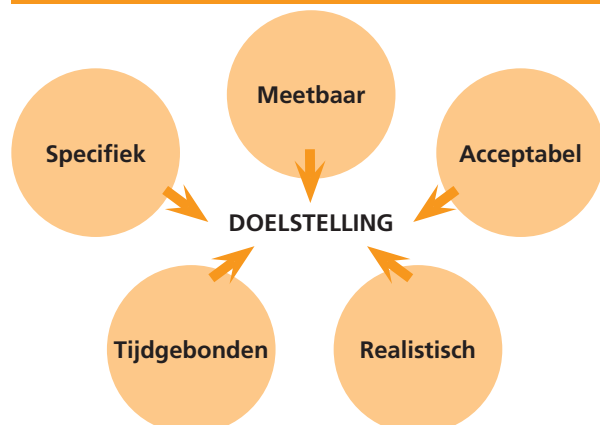 Meetbaar
Specifiek
Acceptabel
DOELSTELLING
Tijdgebonden
Realistisch